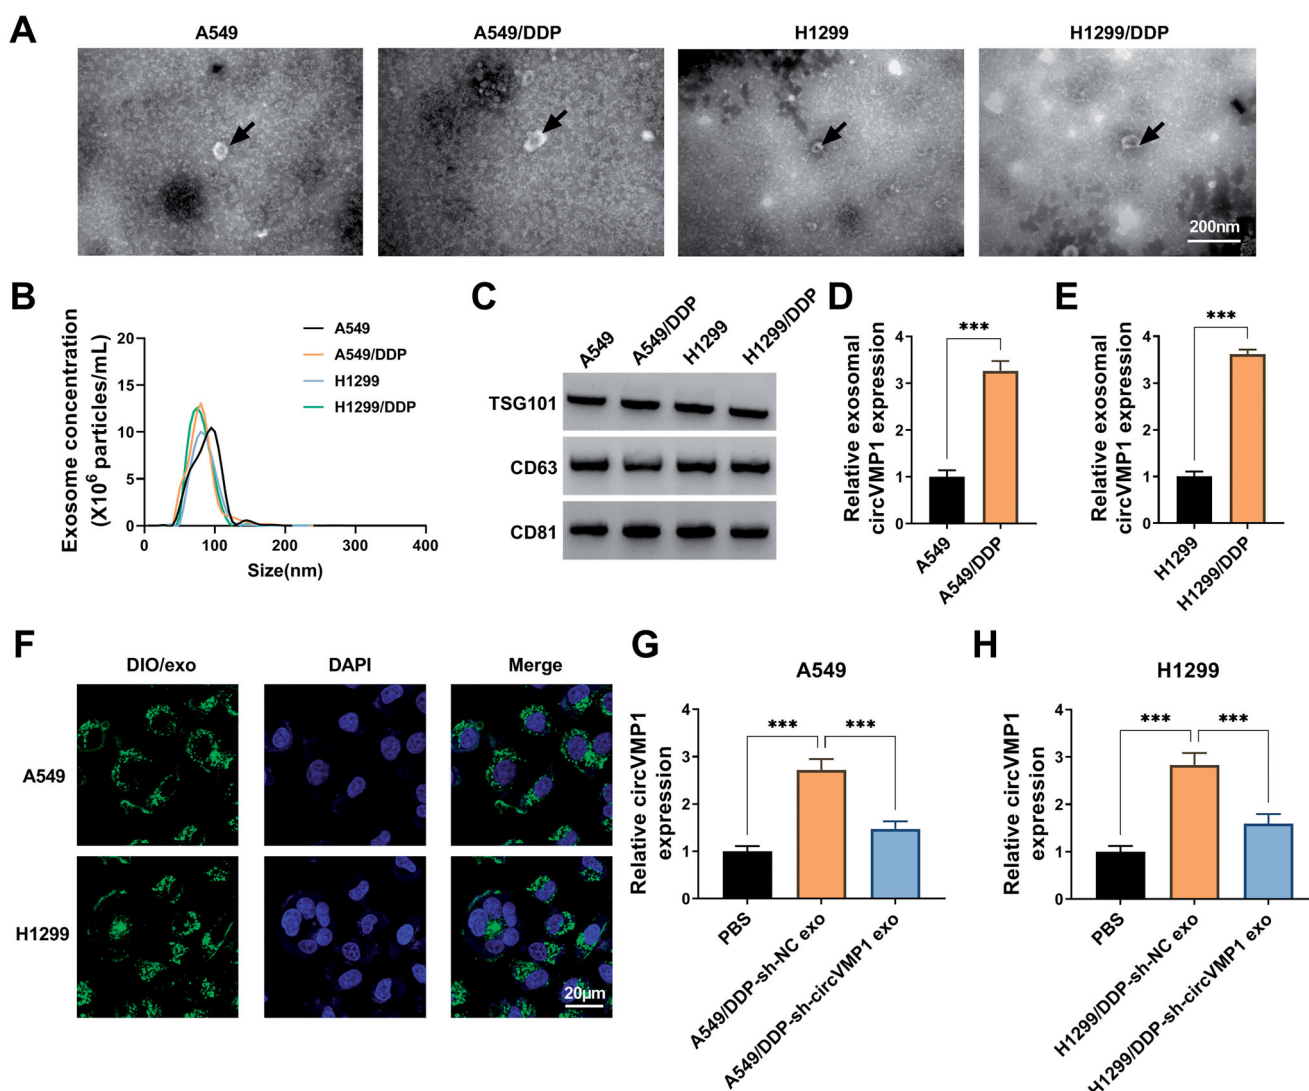 A
A549
A549/DDP
H1299
H1299/DDP
200nm
B
Exosome concentration
(X10⁶ particles/mL)
20
15
10
5
0
0
100
200
300
400
Size(nm)
A549
A549/DDP
H1299
H1299/DDP
C
A549
A549/DDP
H1299
H1299/DDP
TSG101
CD63
CD81
D
Relative exosomal
circVMP1 expression
4
3
2
1
0
***
A549
A549/DDP
E
Relative exosomal
circVMP1 expression
4
3
2
1
0
***
H1299
H1299/DDP
F
DIO/exo
DAPI
Merge
A549
H1299
20μm
G
A549
Relative circVMP1
expression
4
3
2
1
0
***
***
PBS
A549/DDP-sh-NC exo
A549/DDP-sh-circVMP1 exo
H
H1299
Relative circVMP1
expression
4
3
2
1
0
***
***
PBS
H1299/DDP-sh-NC exo
H1299/DDP-sh-circVMP1 exo